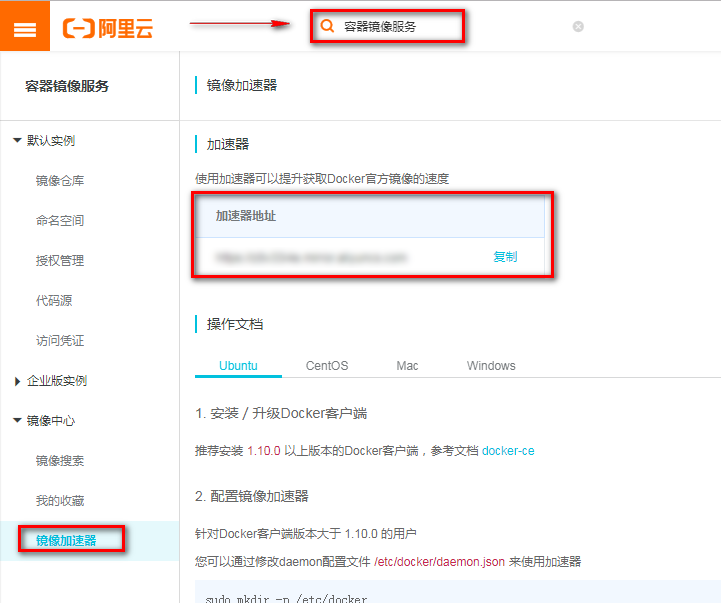 阿里云
容器镜像服务
容器镜像服务
默认实例
镜像仓库
命名空间
授权管理
代码源
访问凭证
企业版实例
镜像中心
镜像搜索
我的收藏
镜像加速器
镜像加速器
加速器
使用加速器可以提升获取Docker官方镜像的速度
加速器地址
复制
操作文档
Ubuntu CentOS Mac Windows
1. 安装 / 升级Docker客户端
推荐安装 1.10.0 以上版本的Docker客户端，参考文档 docker-ce
2. 配置镜像加速器
针对Docker客户端版本大于 1.10.0 的用户
您可以通过修改daemon配置文件 /etc/docker/daemon.json 来使用加速器
sudo mkdir -p /etc/docker